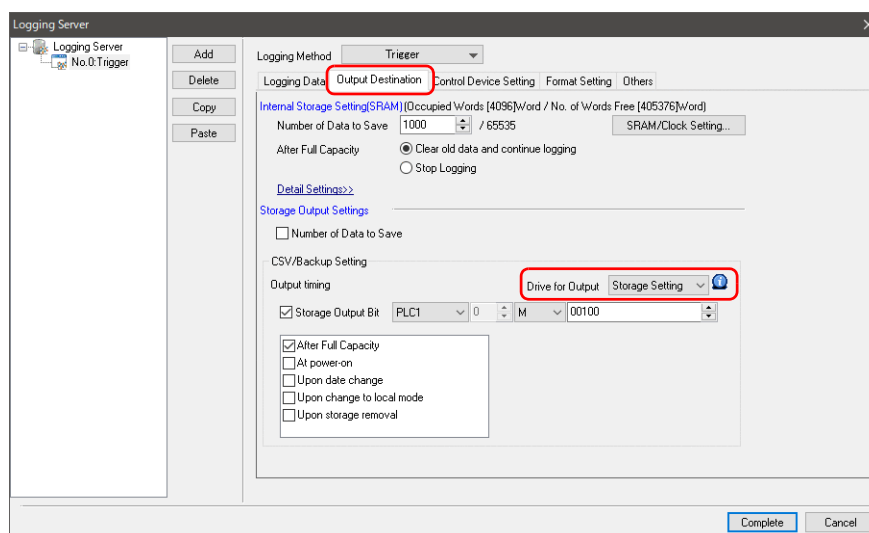 Logging Server
Logging Server
No.0:Trigger
Add
Delete
Copy
Paste
Logging Method Trigger
Logging Data Output Destination Control Device Setting Format Setting Others
Internal Storage Setting(SRAM) (Occupied Words [4096]Word / No. of Words Free [405376]Word)
Number of Data to Save 1000 / 65535 SRAM/Clock Setting...
After Full Capacity Clear old data and continue logging
Stop Logging
Detail Settings>>
Storage Output Settings
Number of Data to Save
CSV/Backup Setting
Output timing Drive for Output Storage Setting
Storage Output Bit PLC1 0 M 00100
After Full Capacity
At power-on
Upon date change
Upon change to local mode
Upon storage removal
Complete Cancel